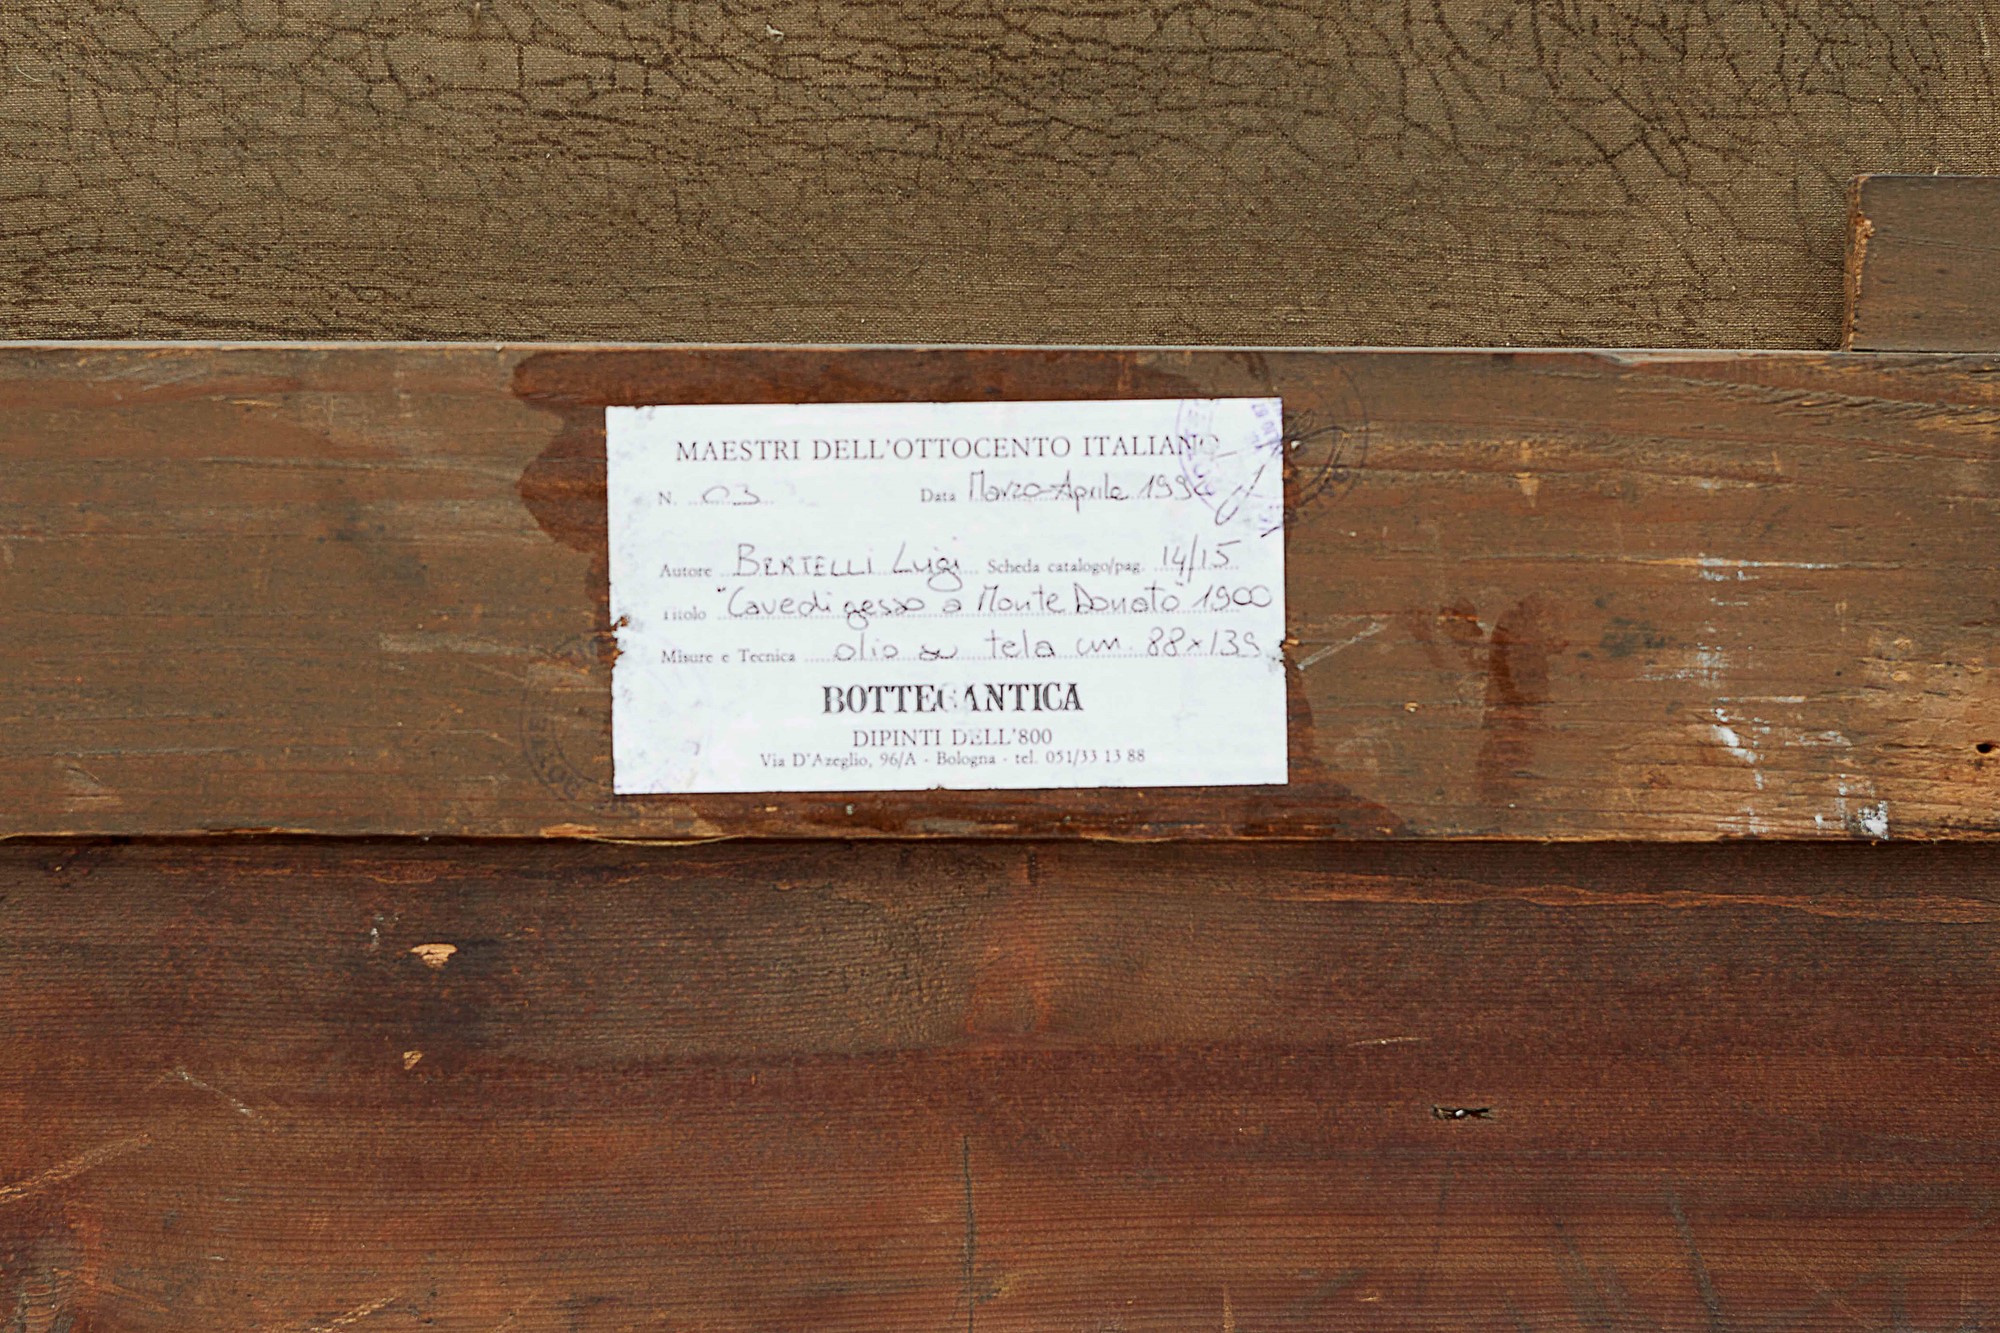 MAESTRI DELL'OTTOCENTO ITALIANO
N. 03 Data Marzo-Aprile
Autore BERTELLI Luigi Scheda catalogo/pag. 14/15
Titolo "Cave di gesso a Monte Donato" 1900
Misure e Tecnica olio su tela cm. 88x139
BOTTEGANTICA
DIPINTI DELL'800
Via D'Azeglio, 96/A - Bologna - tel. 051/33 13 88